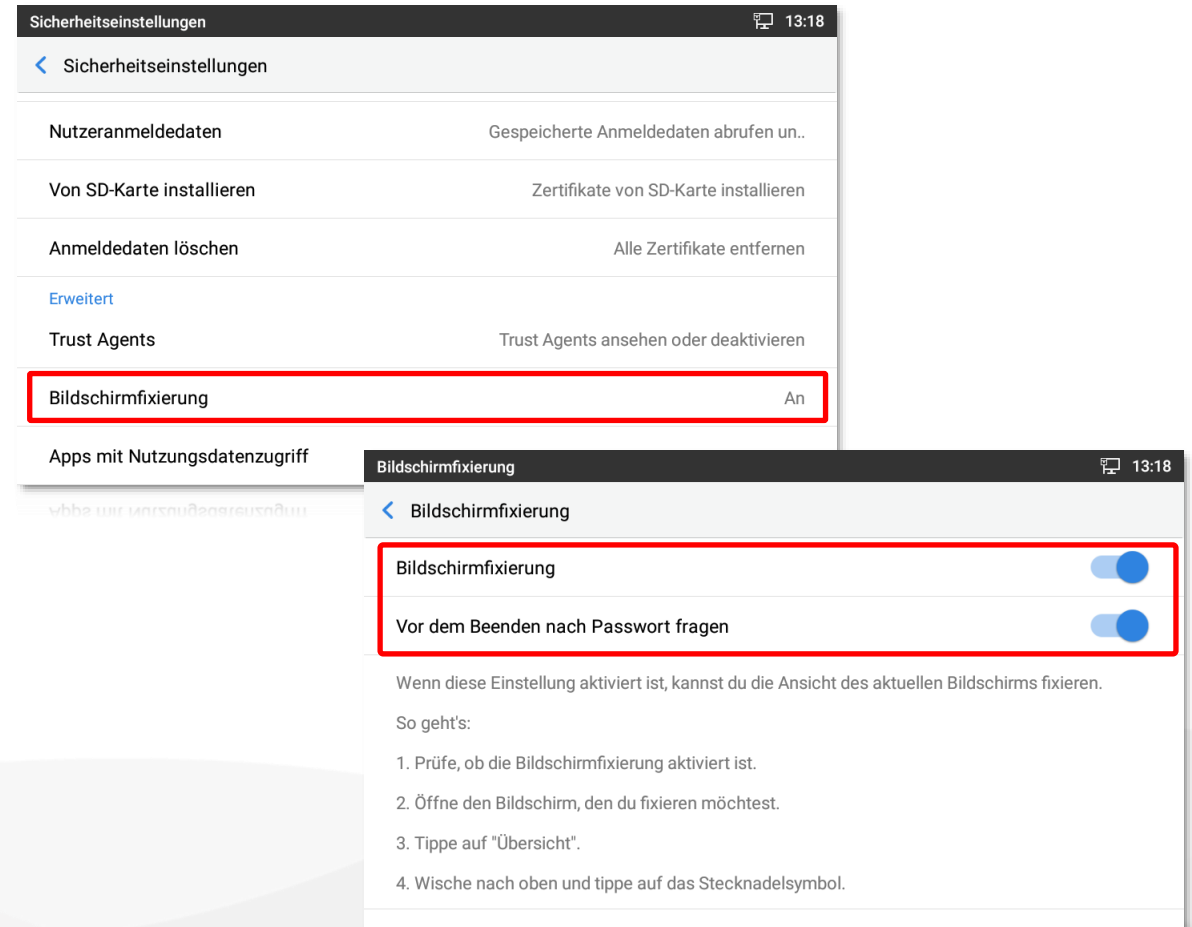 Sicherheitseinstellungen 13:18
Sicherheitseinstellungen
Nutzeranmeldedaten Gespeicherte Anmeldedaten abrufen un..
Von SD-Karte installieren Zertifikate von SD-Karte installieren
Anmeldedaten löschen Alle Zertifikate entfernen
Erweitert
Trust Agents Trust Agents ansehen oder deaktivieren
Bildschirmfixierung An
Apps mit Nutzungsdatenzugriff
Bildschirmfixierung 13:18
Bildschirmfixierung
Bildschirmfixierung
Vor dem Beenden nach Passwort fragen
Wenn diese Einstellung aktiviert ist, kannst du die Ansicht des aktuellen Bildschirms fixieren.
So geht's:
1. Prüfe, ob die Bildschirmfixierung aktiviert ist.
2. Öffne den Bildschirm, den du fixieren möchtest.
3. Tippe auf "Übersicht".
4. Wische nach oben und tippe auf das Stecknadelsymbol.